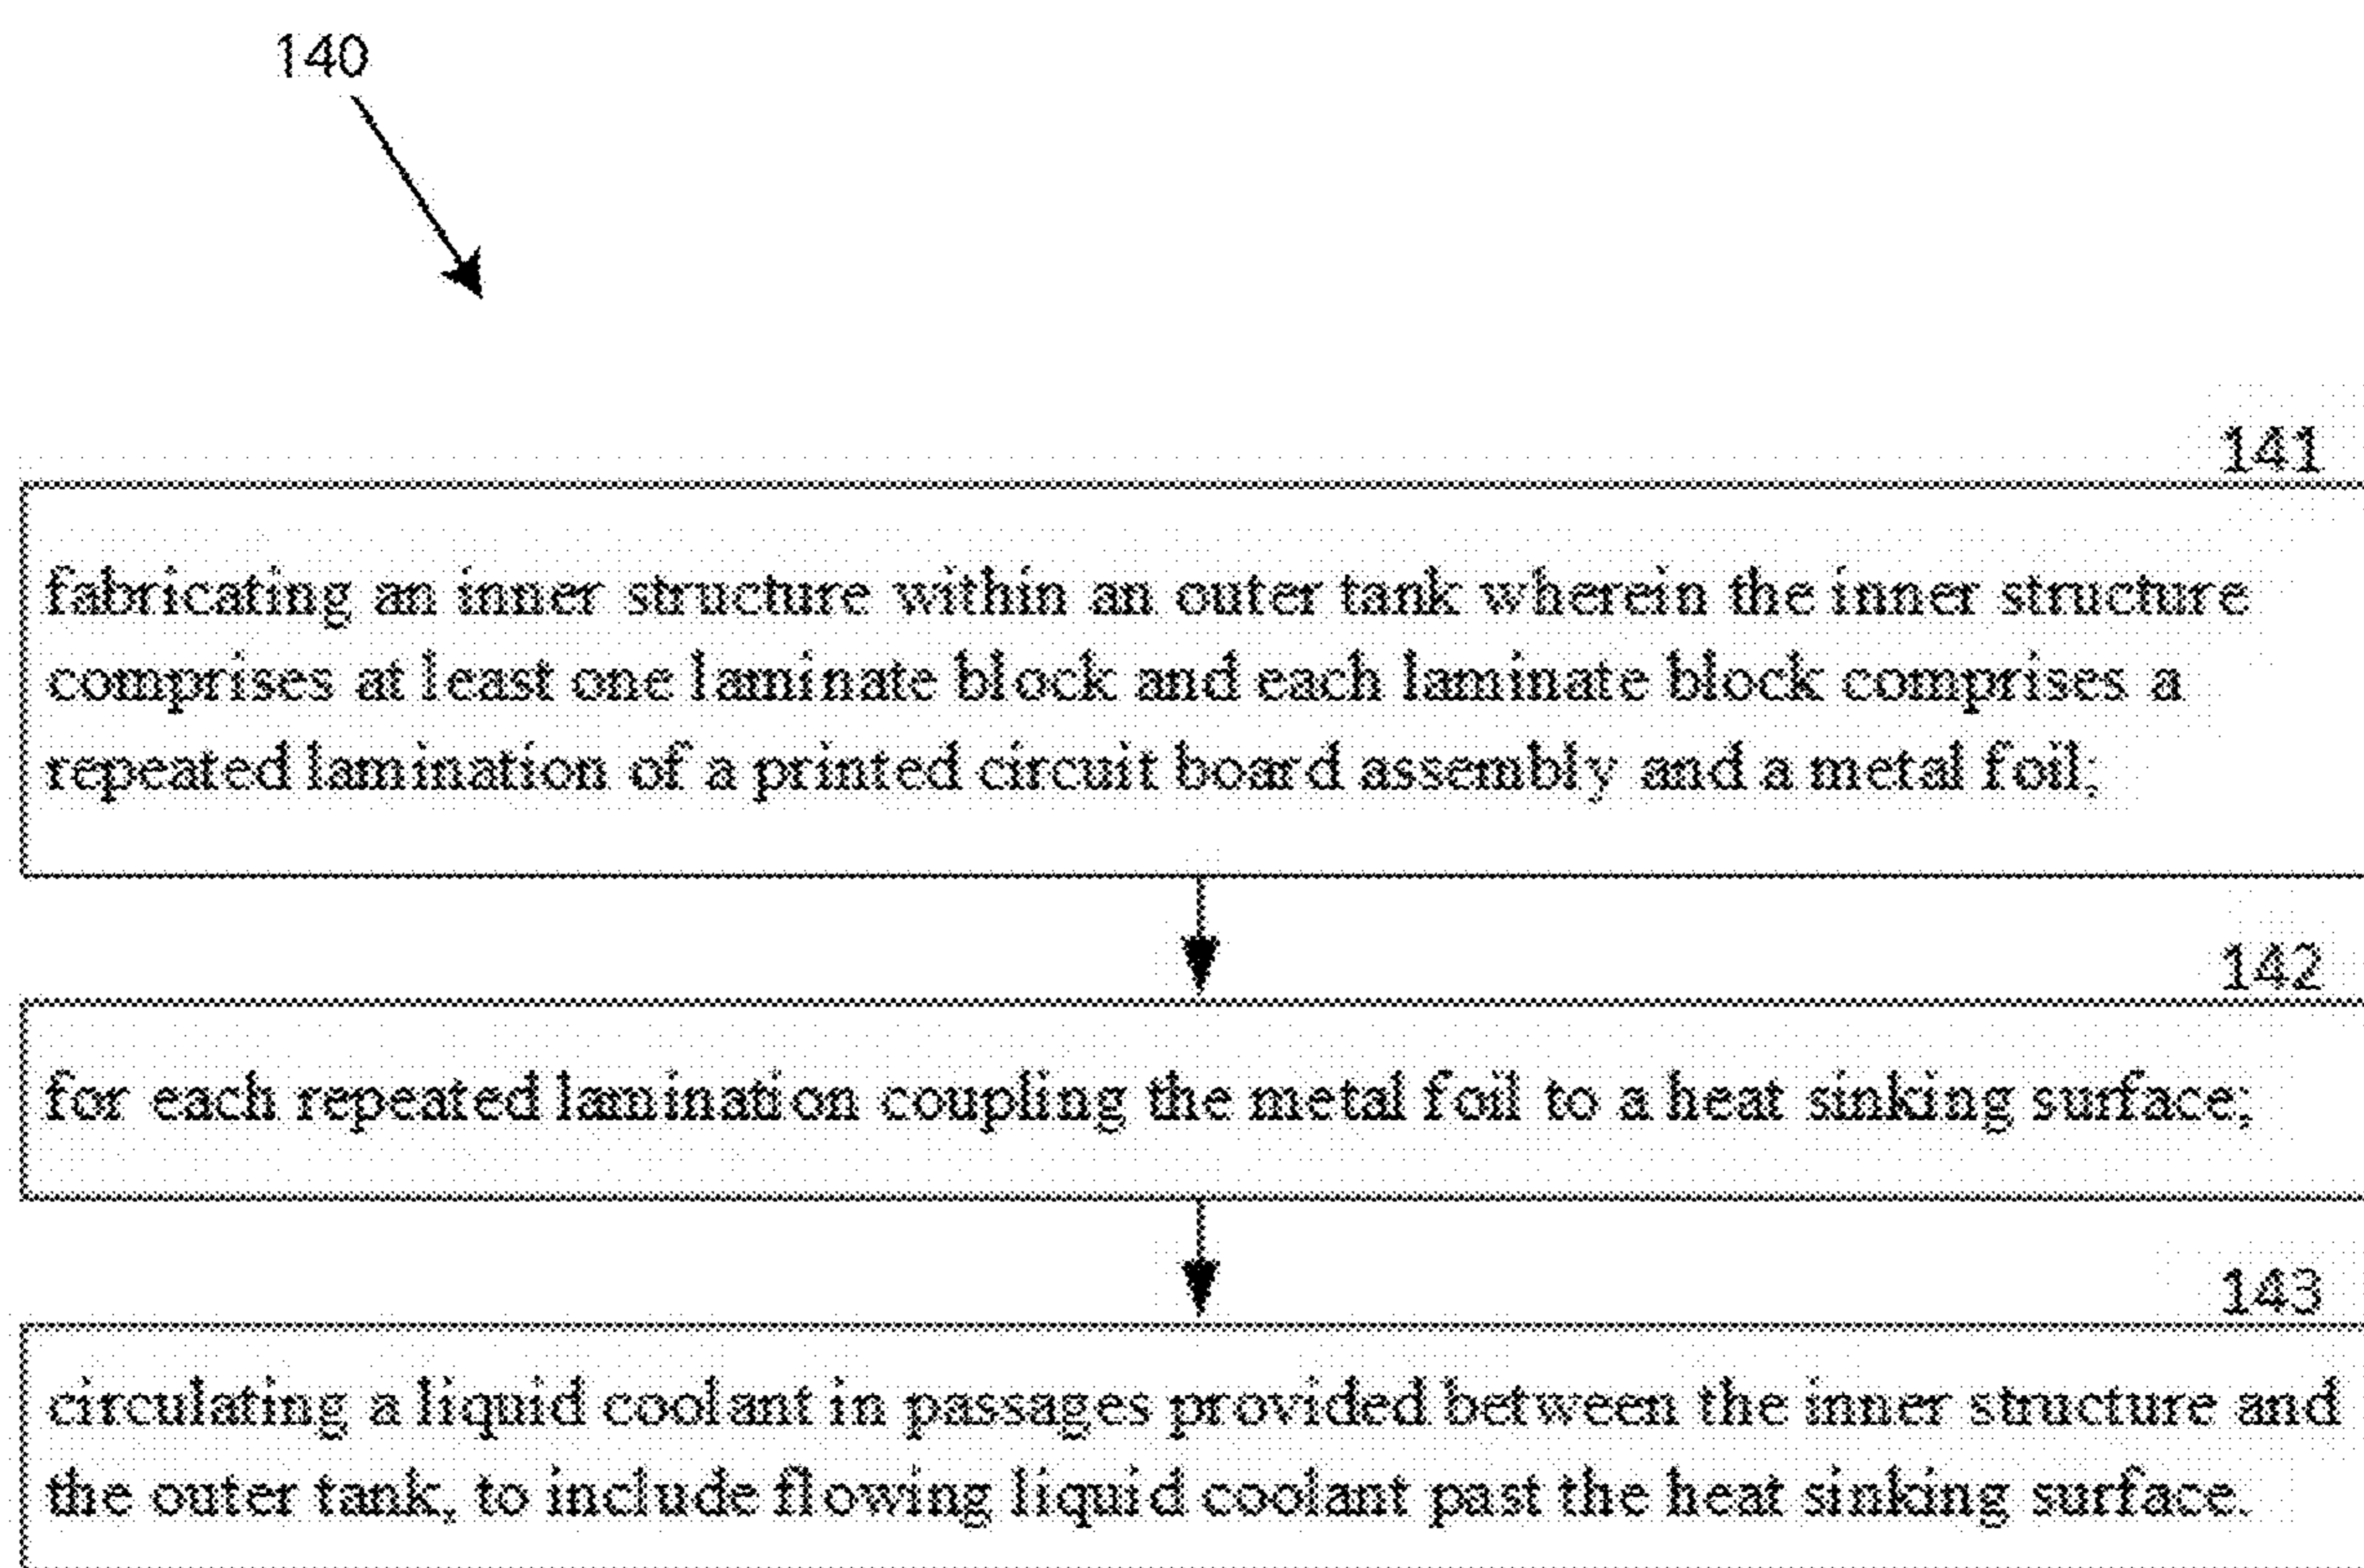 140
141
fabricating an inner structure within an outer tank wherein the inner structure
comprises at least one laminate block and each laminate block comprises a
repeated lamination of a printed circuit board assembly and a metal foil;
142
for each repeated lamination coupling the metal foil to a heat sinking surface;
143
circulating a liquid coolant in passages provided between the inner structure and
the outer tank, to include flowing liquid coolant past the heat sinking surface.